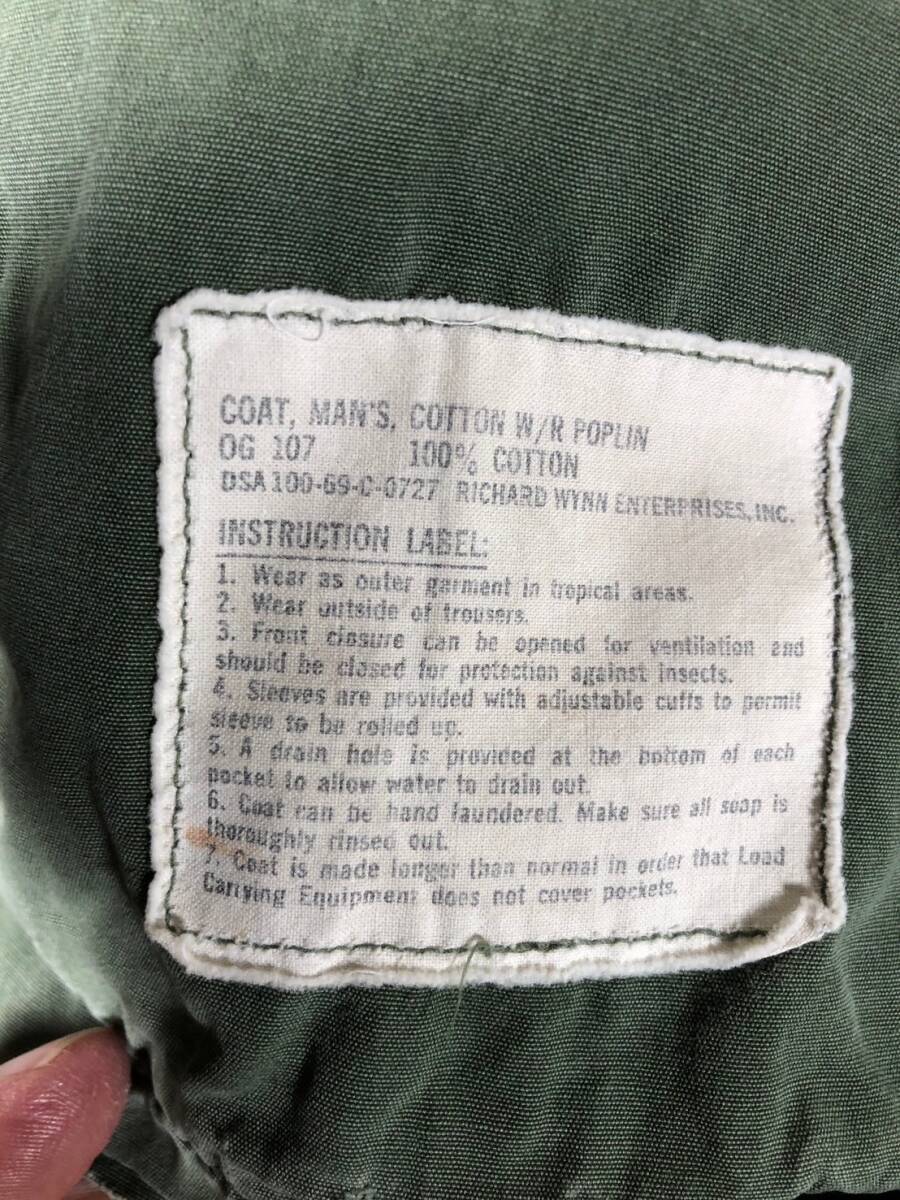 COAT, MAN'S, COTTON W/R POPLIN
OG 107 100% COTTON
DSA100-69-C-0727 RICHARD WYNN ENTERPRISES, INC.
INSTRUCTION LABEL:
1. Wear as outer garment in tropical areas.
2. Wear outside of trousers.
3. Front closure can be opened for ventilation and
should be closed for protection against insects.
4. Sleeves are provided with adjustable cuffs to permit
sleeve to be rolled up.
5. A drain hole is provided at the bottom of each
pocket to allow water to drain out.
6. Coat can be hand laundered. Make sure all soap is
thoroughly rinsed out.
7. Coat is made longer than normal in order that Load
Carrying Equipment does not cover pockets.